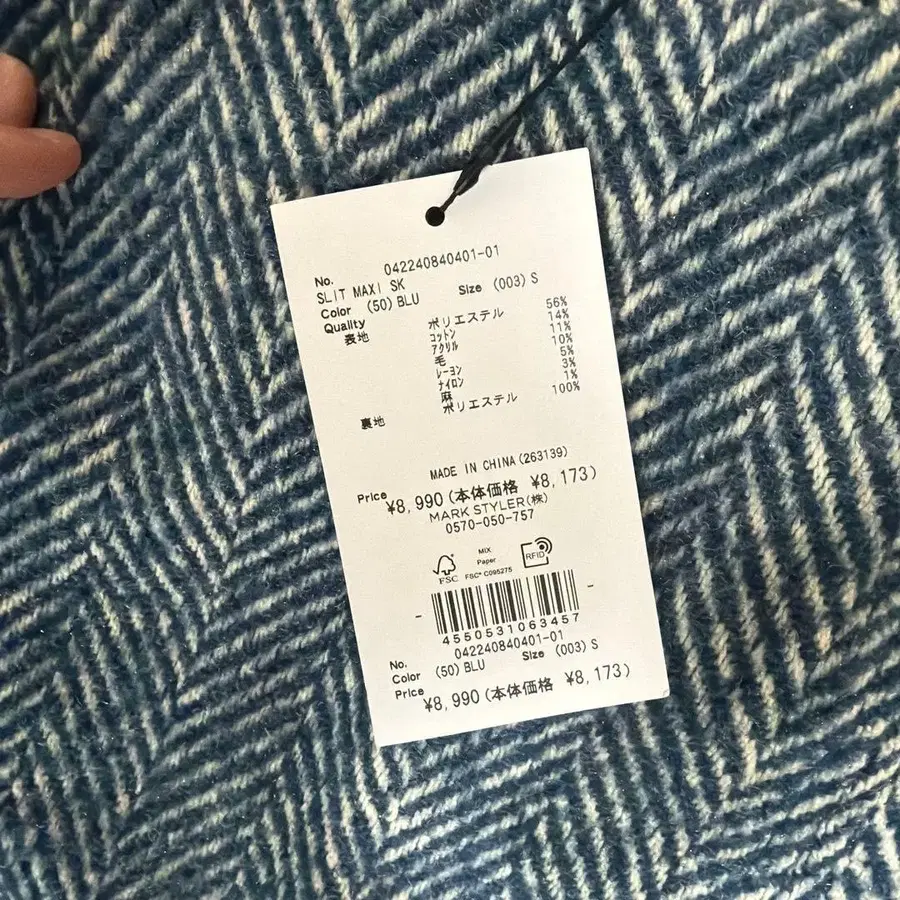 No. 042240840401-01
SLIT MAXI SK
Color (50) BLU Size (003) S
Quality
表地 ポリエステル 56%
コットン 14%
アクリル 11%
毛 10%
レーヨン 5%
ナイロン 3%
麻 1%
裏地 ポリエステル 100%
MADE IN CHINA(263139)
Price ¥8,990(本体価格 ¥8,173)
MARK STYLER(株)
0570-050-757
FSC
MIX
Paper
FSC® C095275
RFID
4550531063457
No. 042240840401-01
Color (50) BLU Size (003) S
Price ¥8,990(本体価格 ¥8,173)